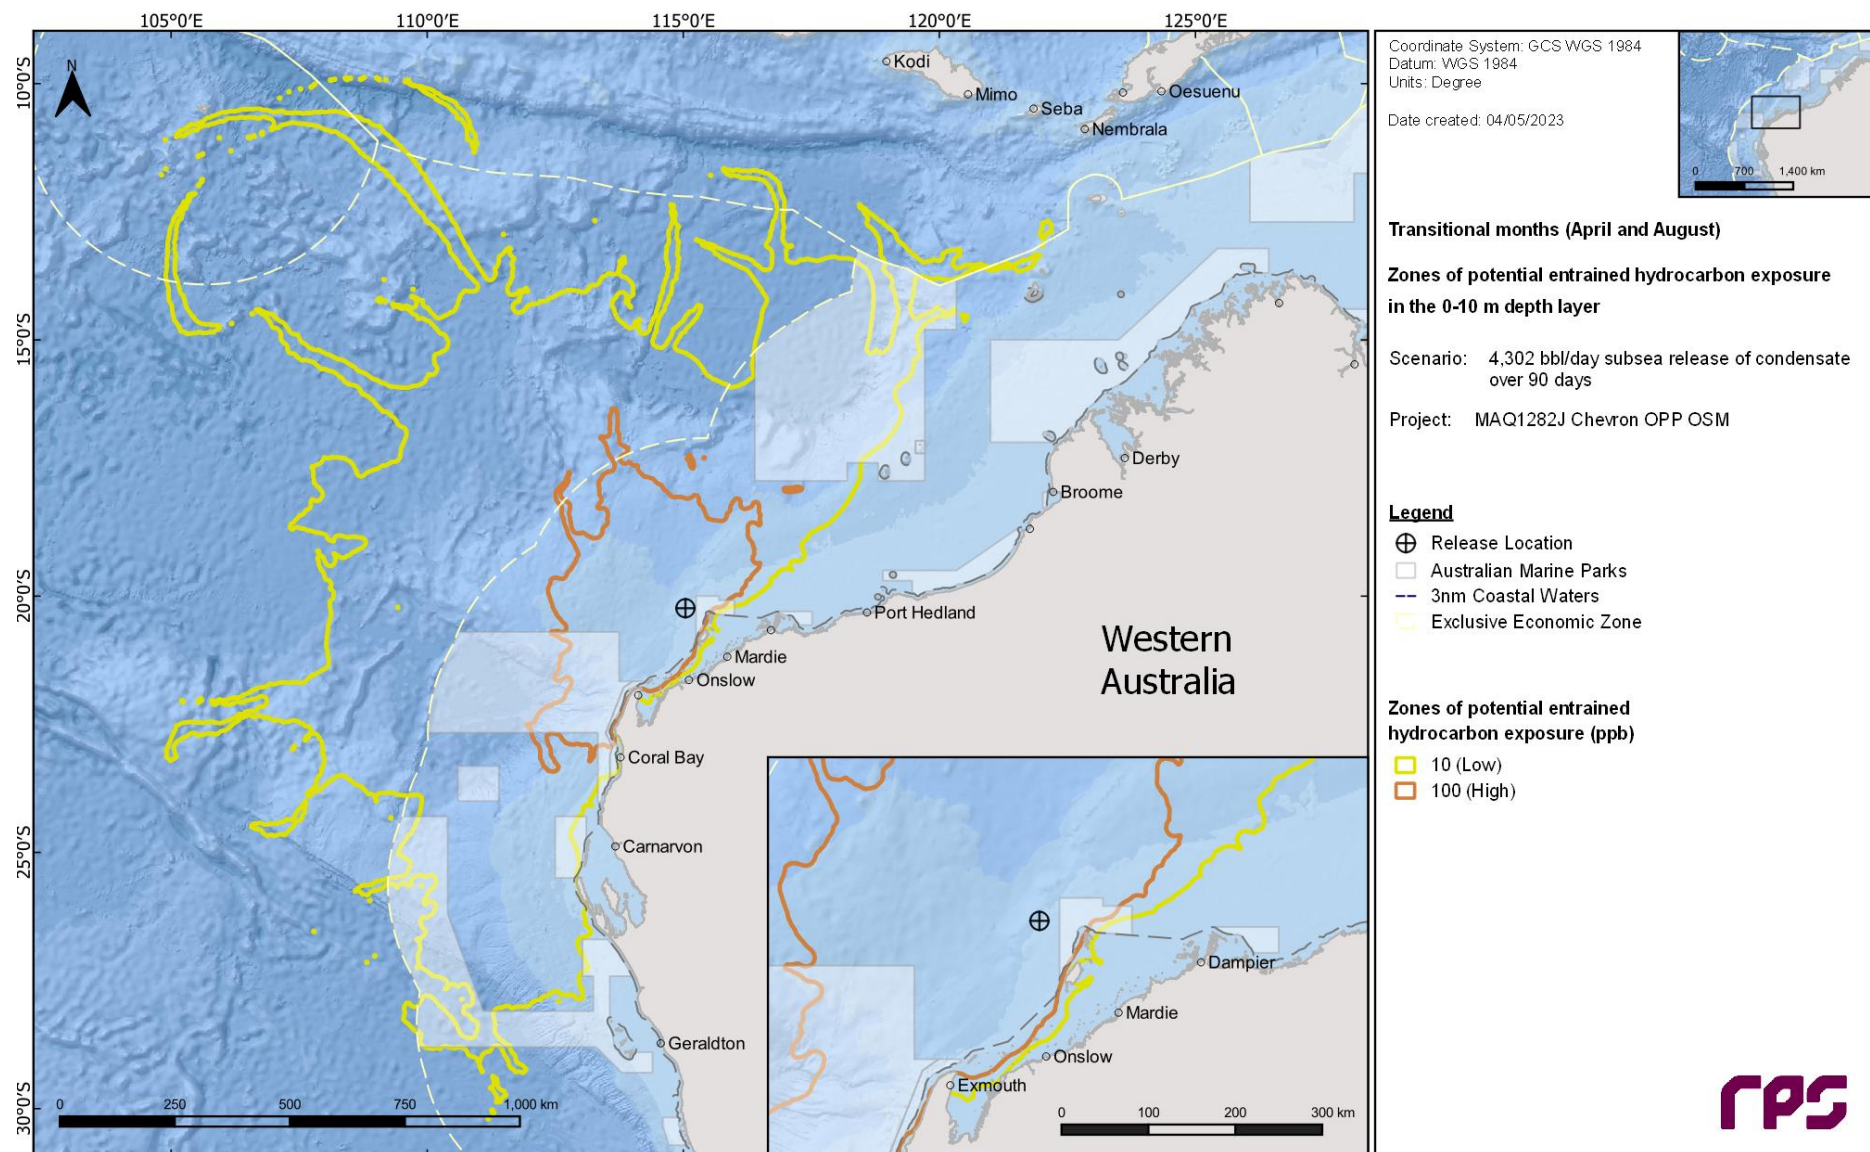 105°0'E
110°0'E
115°0'E
120°0'E
125°0'E
10°0'S
15°0'S
20°0'S
25°0'S
30°0'S
N
Kodi
Mimo
Seba
Oesuenu
Nembrala
Derby
Broome
Port Hedland
Western
Australia
Mardie
Onslow
Coral Bay
Carnarvon
Geraldton
0 250 500 750 1,000 km
Dampier
Mardie
Onslow
Exmouth
0 100 200 300 km
Coordinate System: GCS WGS 1984
Datum: WGS 1984
Units: Degree
Date created: 04/05/2023
0 700 1,400 km
Transitional months (April and August)
Zones of potential entrained hydrocarbon exposure
in the 0-10 m depth layer
Scenario: 4,302 bbl/day subsea release of condensate
over 90 days
Project: MAQ1282J Chevron OPP OSM
Legend
Release Location
Australian Marine Parks
3nm Coastal Waters
Exclusive Economic Zone
Zones of potential entrained
hydrocarbon exposure (ppb)
10 (Low)
100 (High)
rps